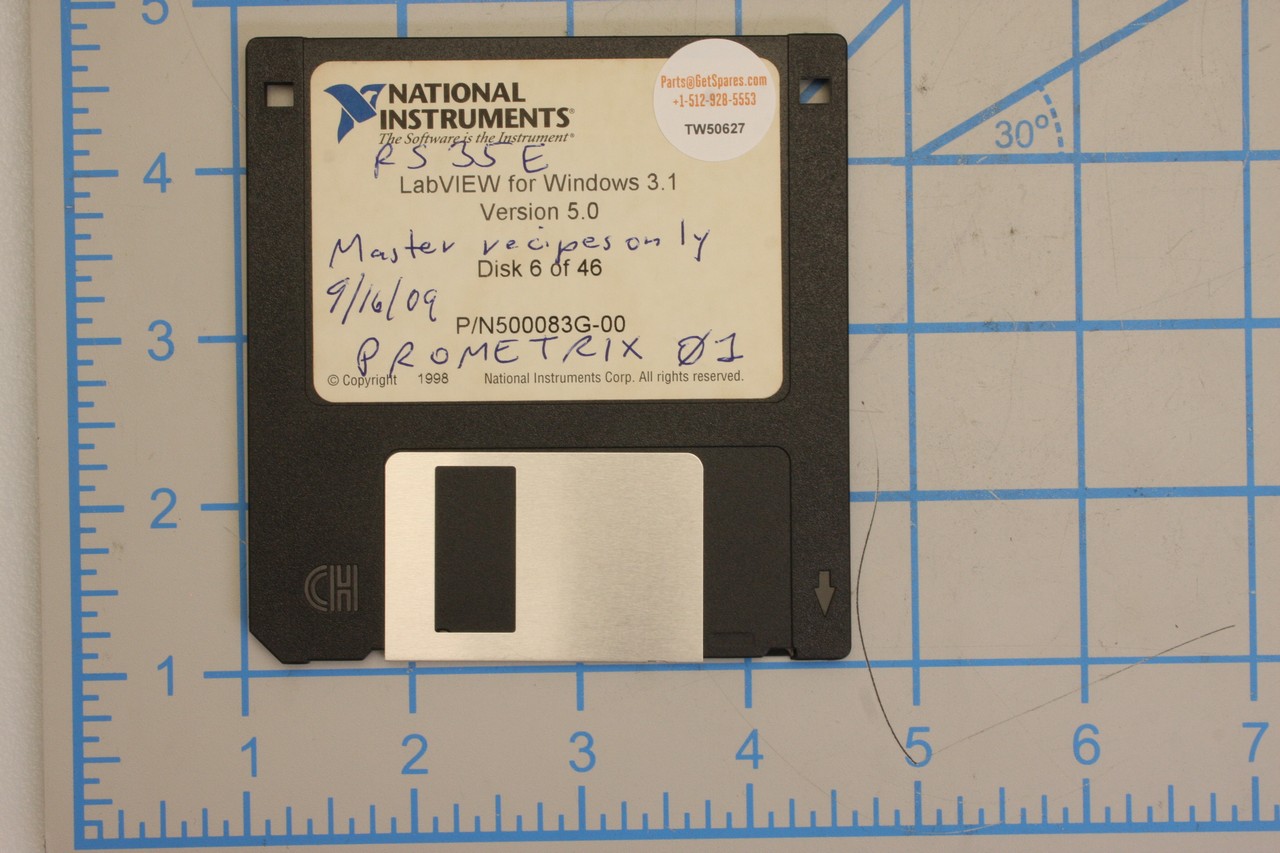 5
NATIONAL
INSTRUMENTS®
The Software is the Instrument®
Parts@GetSpares.com
+1-512-928-5553
TW50627
RS 35 E
LabVIEW for Windows 3.1
Version 5.0
Master recipes only
Disk 6 of 46
9/16/09
P/N500083G-00
PROMETRIX Ø1
© Copyright 1998 National Instruments Corp. All rights reserved.
CH
30°
4
3
2
1
1 2 3 4 5 6 7